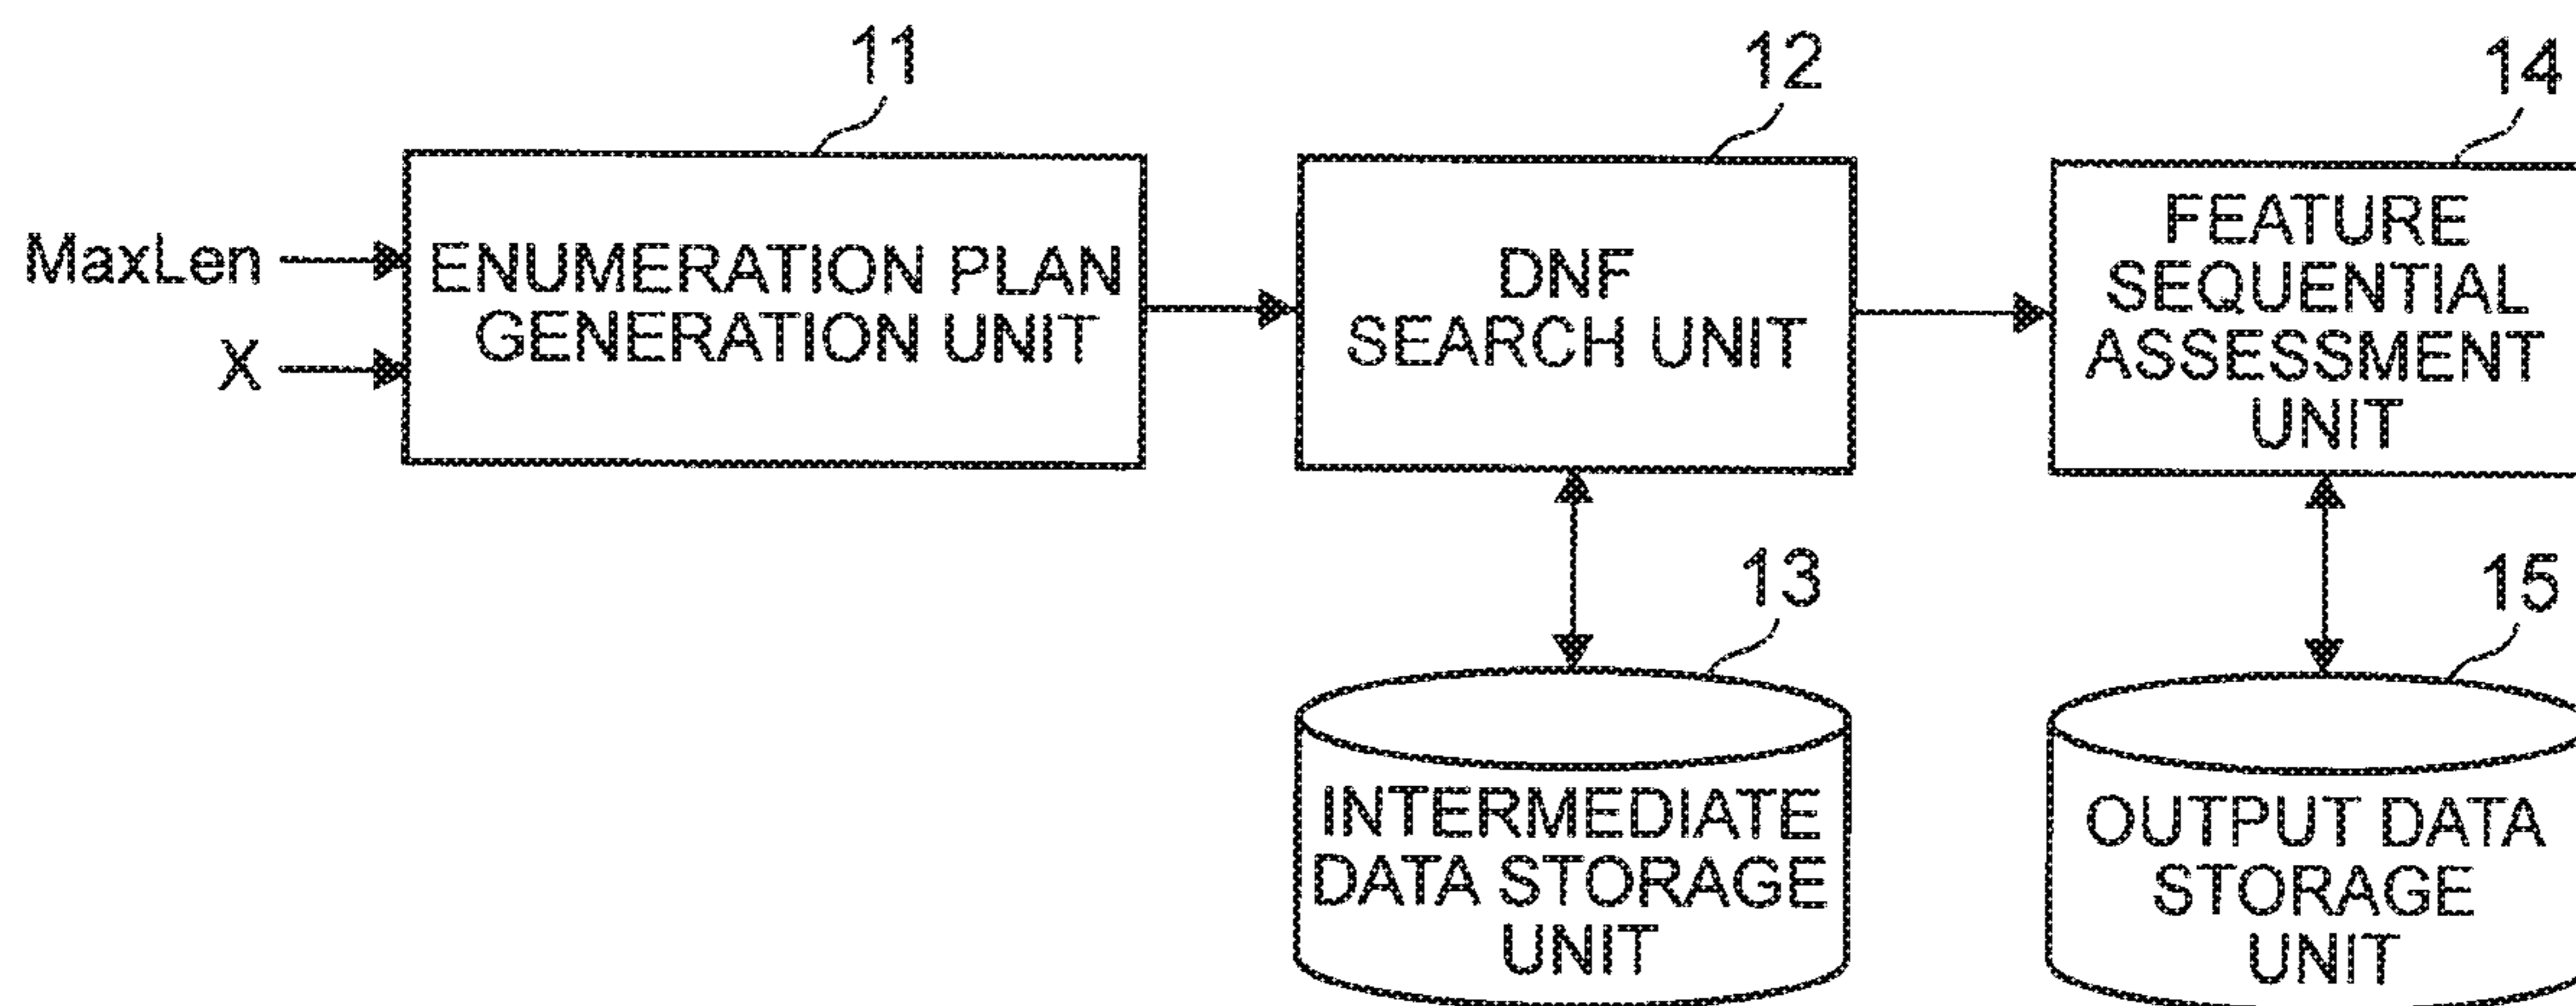 11
12
14
MaxLen
X
ENUMERATION PLAN
GENERATION UNIT
DNF
SEARCH UNIT
FEATURE
SEQUENTIAL
ASSESSMENT
UNIT
13
15
INTERMEDIATE
DATA STORAGE
UNIT
OUTPUT DATA
STORAGE
UNIT